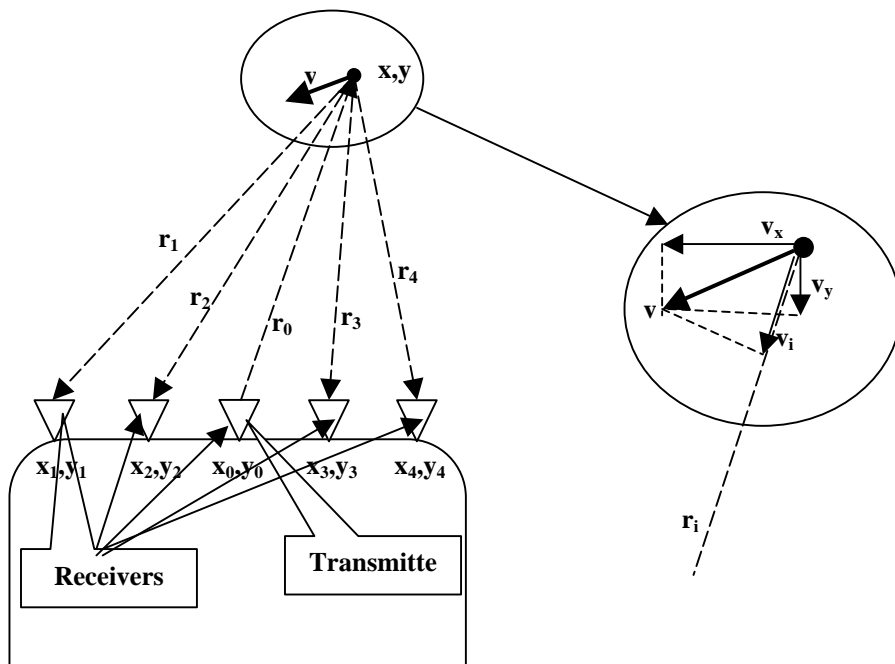 v
x,y
r₁
r₂
r₀
r₃
r₄
vₓ
v_y
v
vᵢ
rᵢ
x₁,y₁
x₂,y₂
x₀,y₀
x₃,y₃
x₄,y₄
Receivers
Transmitte